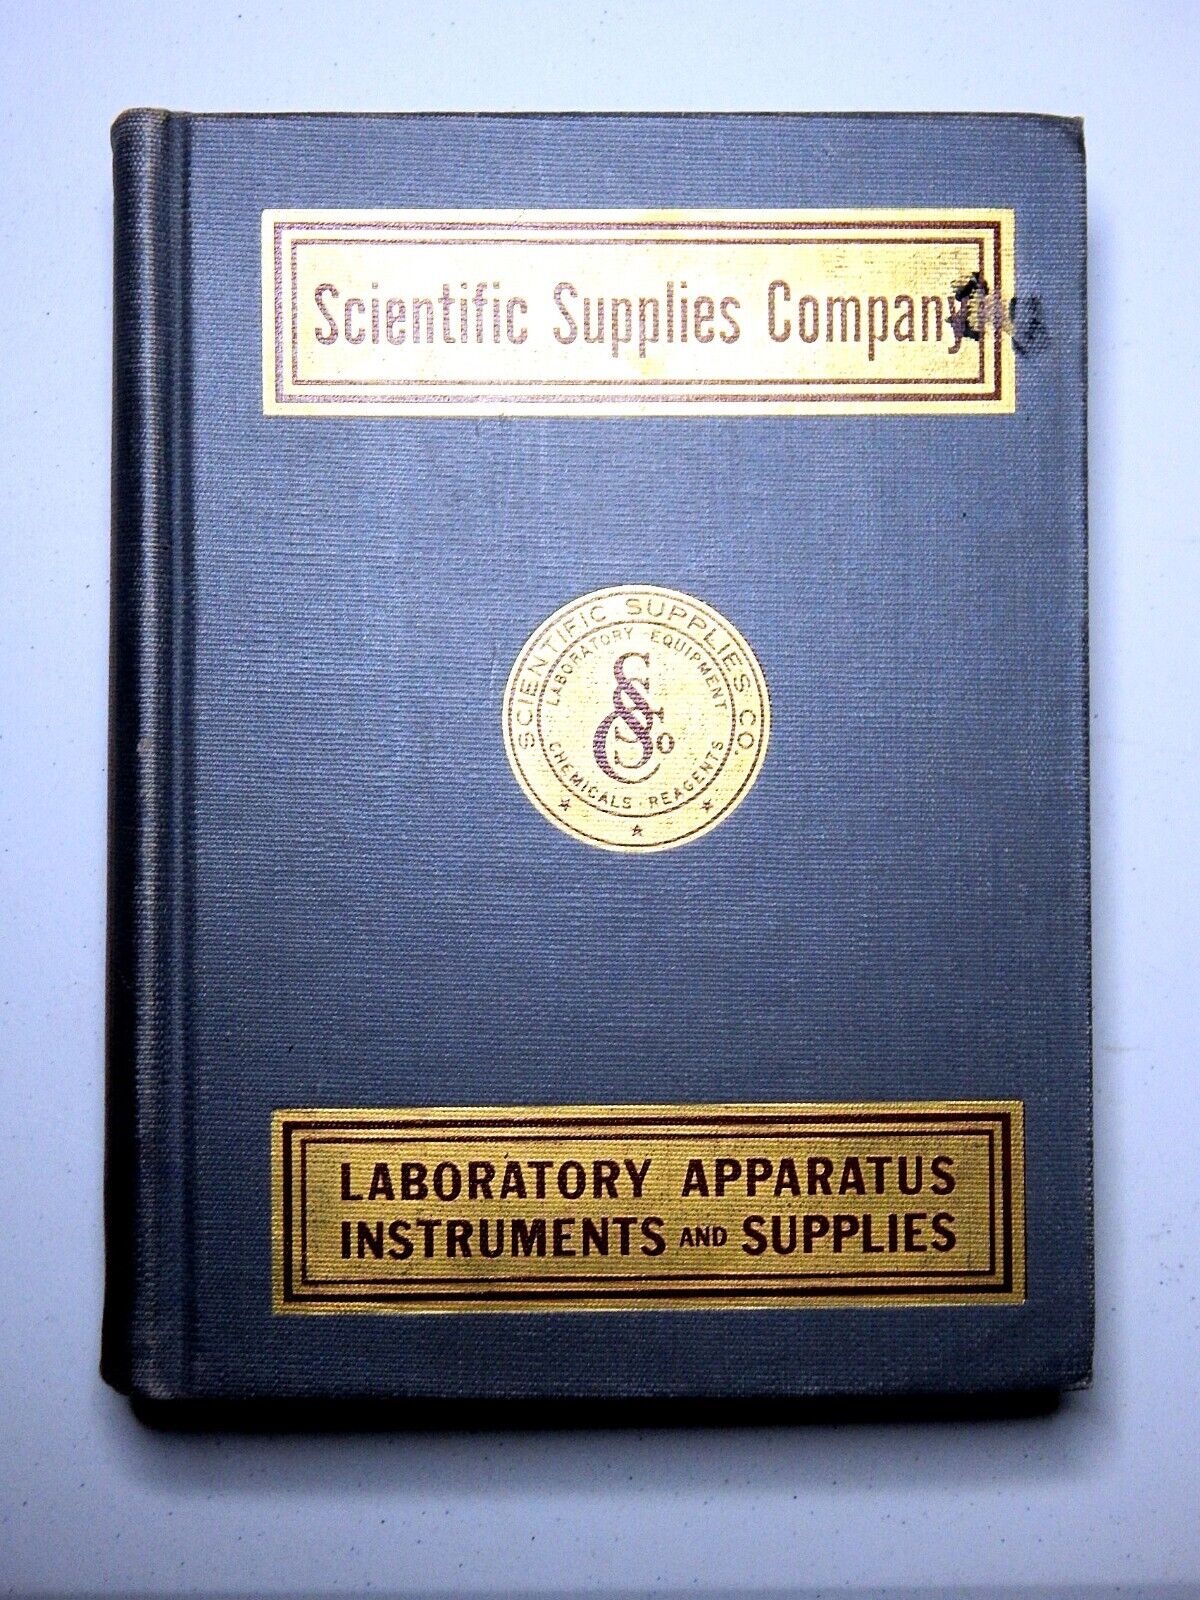 Scientific Supplies Company
SCIENTIFIC SUPPLIES CO.
LABORATORY EQUIPMENT
SSCo
CHEMICALS · REAGENTS
LABORATORY APPARATUS
INSTRUMENTS AND SUPPLIES